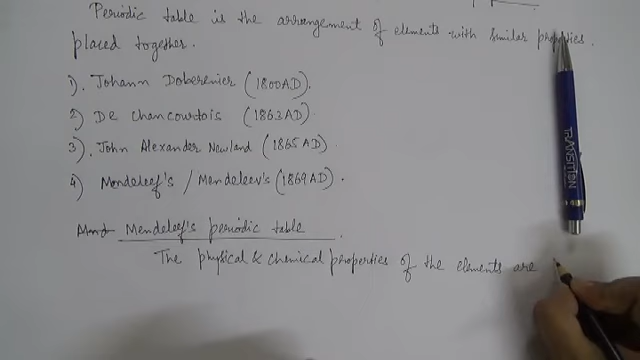 Periodic table is the arrangement of elements with similar properties.
placed together.
1). Johann Doberenier (1800AD).
2) De Chancourtois (1863AD)
3). John Alexander Newland (1865 AD)
4) Mendeleef's / Mendeleev's (1869 AD).
Mendeleef's periodic table
The physical & chemical properties of the elements are
TRANSITION